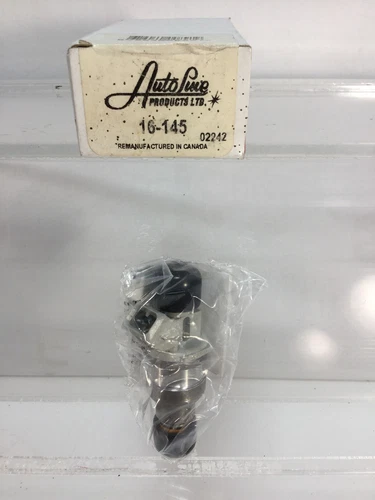 AutoLine
PRODUCTS LTD.
16-145
02242
REMANUFACTURED IN CANADA